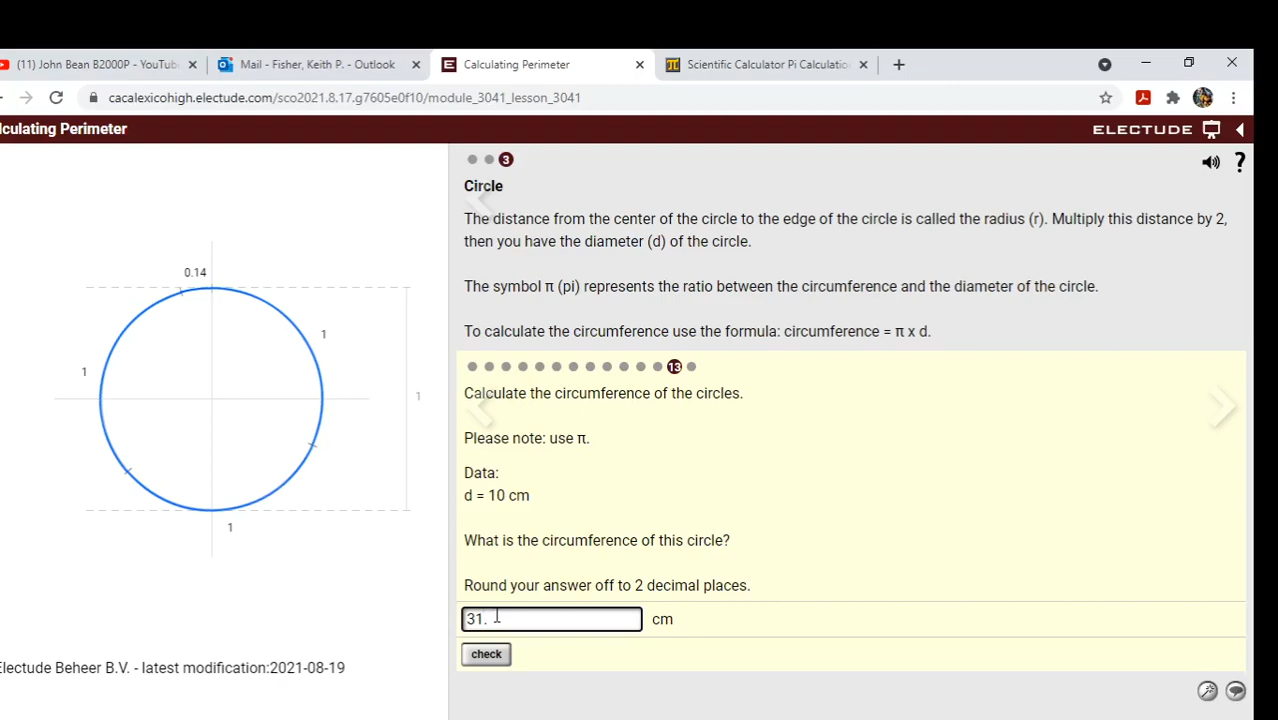 (11) John Bean B2000P - YouTub
Mail - Fisher, Keith P. - Outlook
Calculating Perimeter
Scientific Calculator Pi Calculatio
cacalexicohigh.electude.com/sco2021.8.17.g7605e0f10/module_3041_lesson_3041
lculating Perimeter
ELECTUDE
3
?
Circle
The distance from the center of the circle to the edge of the circle is called the radius (r). Multiply this distance by 2,
then you have the diameter (d) of the circle.
The symbol π (pi) represents the ratio between the circumference and the diameter of the circle.
To calculate the circumference use the formula: circumference = π x d.
0.14
1
1
1
1
13
Calculate the circumference of the circles.
Please note: use π.
Data:
d = 10 cm
What is the circumference of this circle?
Round your answer off to 2 decimal places.
31. cm
check
Electude Beheer B.V. - latest modification:2021-08-19